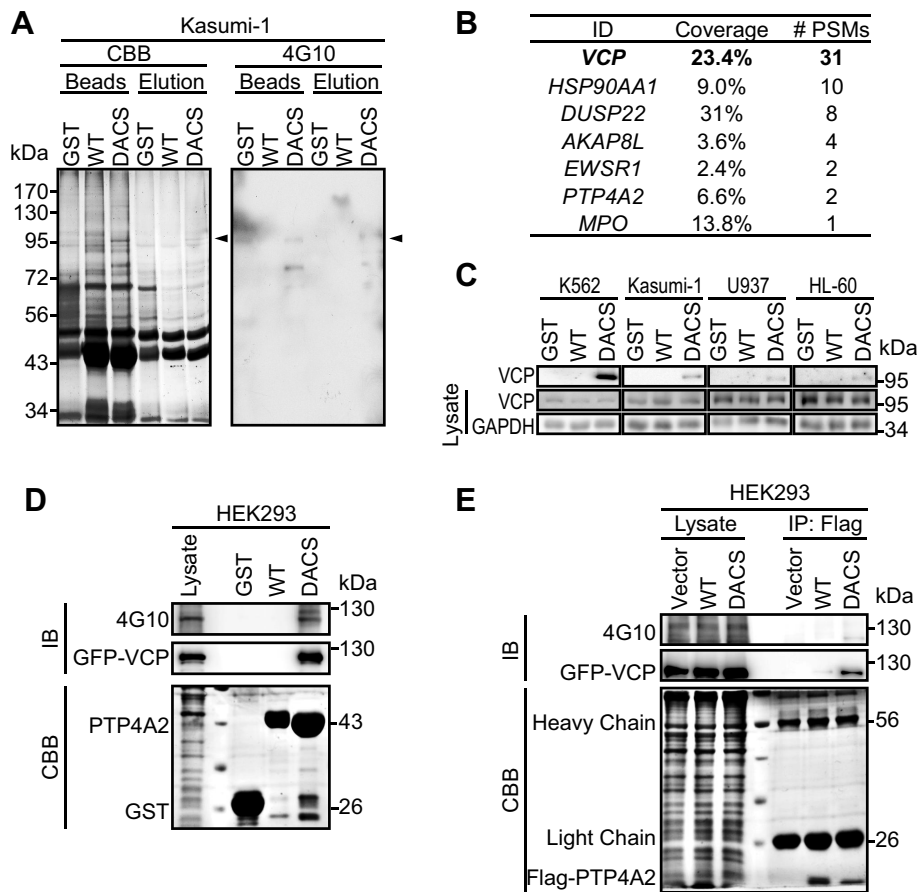 A
Kasumi-1
CBB 4G10
Beads Elution Beads Elution
kDa GST WT DACS GST WT DACS GST WT DACS GST WT DACS
170
130
95
72
56
43
34
B
ID Coverage # PSMs
VCP 23.4% 31
HSP90AA1 9.0% 10
DUSP22 31% 8
AKAP8L 3.6% 4
EWSR1 2.4% 2
PTP4A2 6.6% 2
MPO 13.8% 1
C
K562 Kasumi-1 U937 HL-60
GST WT DACS GST WT DACS GST WT DACS GST WT DACS kDa
VCP 95
Lysate
VCP 95
GAPDH 34
D
HEK293
Lysate GST WT DACS kDa
IB
4G10 130
GFP-VCP 130
CBB
PTP4A2 43
GST 26
E
HEK293
Lysate IP: Flag
Vector WT DACS Vector WT DACS kDa
IB
4G10 130
GFP-VCP 130
CBB
Heavy Chain 56
Light Chain 26
Flag-PTP4A2